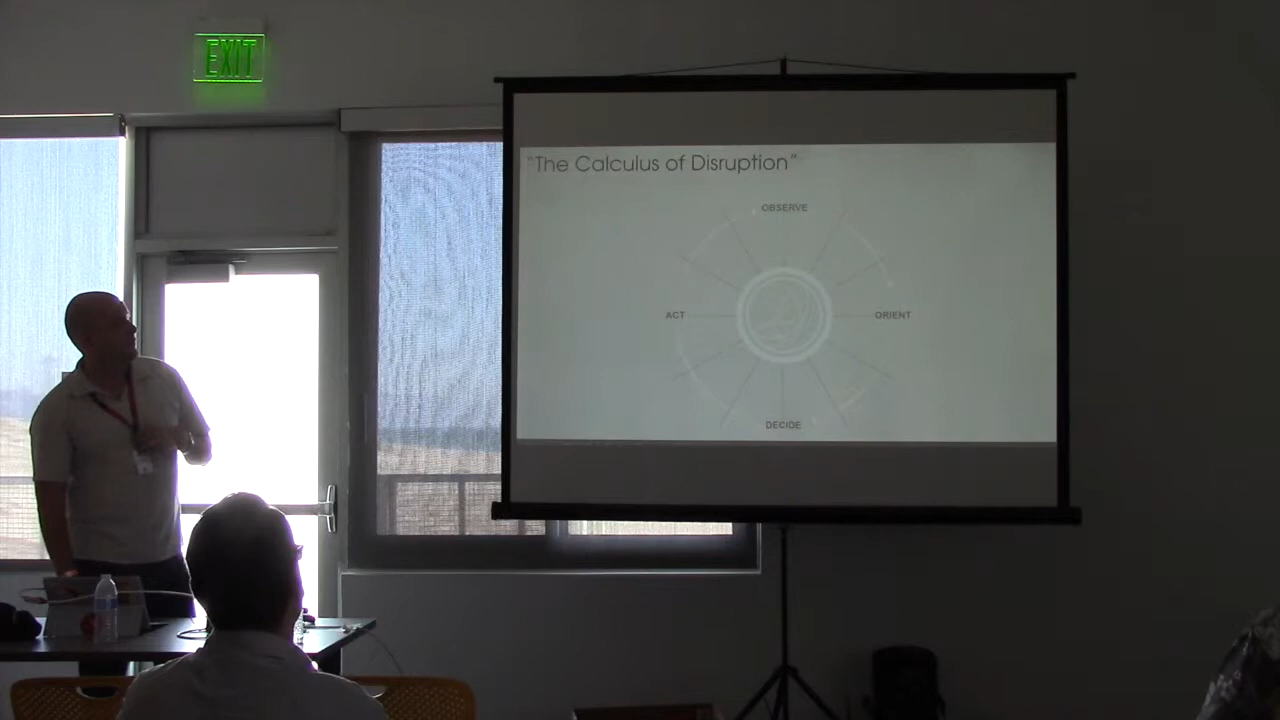 EXIT
"The Calculus of Disruption"
OBSERVE
ACT
ORIENT
DECIDE